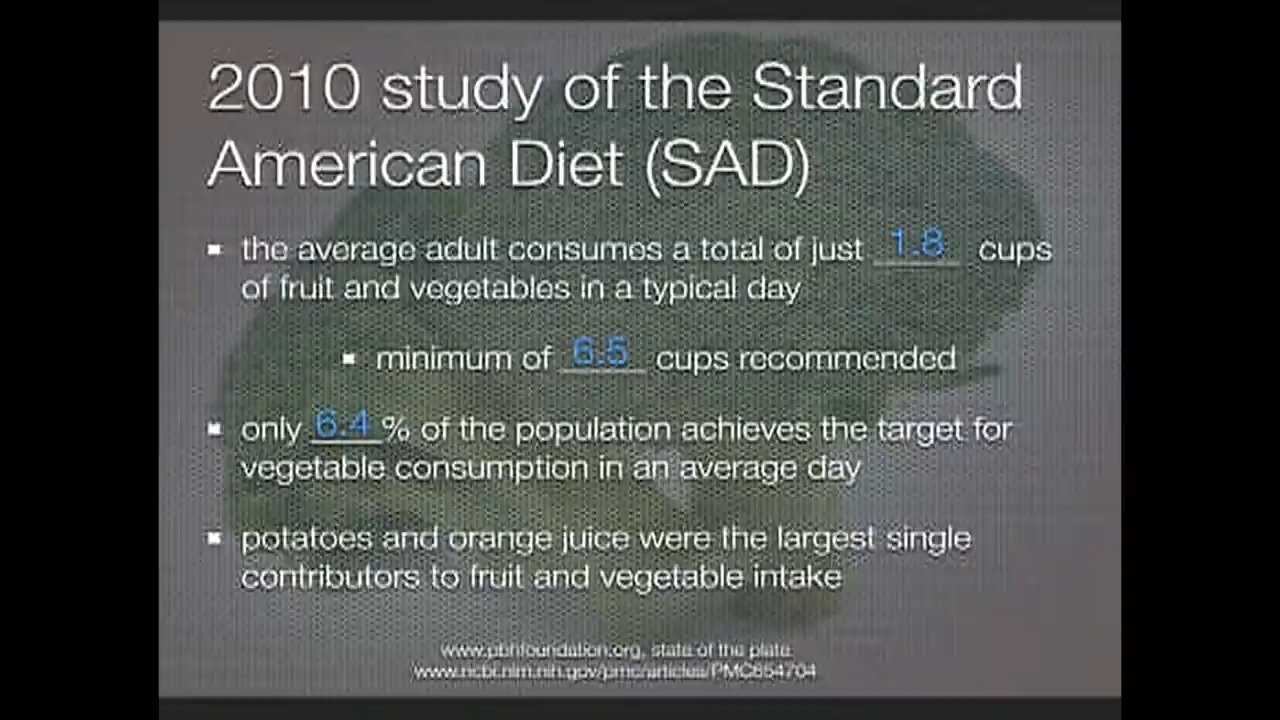 2010 study of the Standard
American Diet (SAD)
▪ the average adult consumes a total of just 1.8 cups
of fruit and vegetables in a typical day
▪ minimum of 6.5 cups recommended
▪ only 6.4% of the population achieves the target for
vegetable consumption in an average day
▪ potatoes and orange juice were the largest single
contributors to fruit and vegetable intake
www.pbhfoundation.org, state of the plate
www.ncbi.nlm.nih.gov/pmc/articles/PMC654704